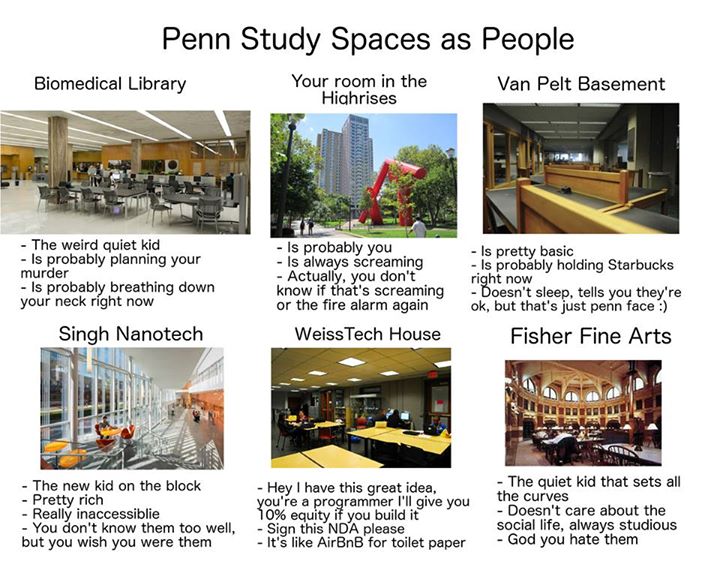 Penn Study Spaces as People
Biomedical Library
- The weird quiet kid
- Is probably planning your
murder
- Is probably breathing down
your neck right now
Your room in the
Highrises
- Is probably you
- Is always screaming
- Actually, you don't
know if that's screaming
or the fire alarm again
Van Pelt Basement
- Is pretty basic
- Is probably holding Starbucks
right now
- Doesn't sleep, tells you they're
ok, but that's just penn face :)
Singh Nanotech
- The new kid on the block
- Pretty rich
- Really inaccessiblie
- You don't know them too well,
but you wish you were them
WeissTech House
- Hey I have this great idea,
you're a programmer I'll give you
10% equity if you build it
- Sign this NDA please
- It's like AirBnB for toilet paper
Fisher Fine Arts
- The quiet kid that sets all
the curves
- Doesn't care about the
social life, always studious
- God you hate them